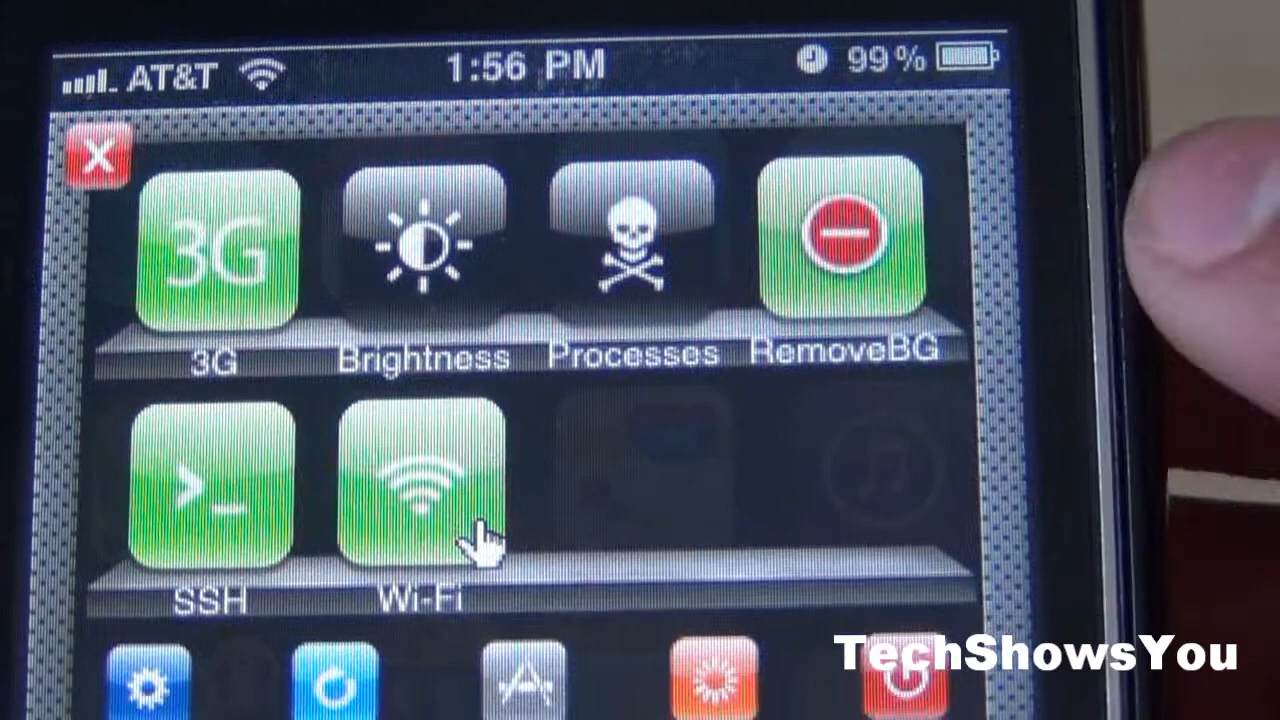 AT&T 1:56 PM 99%
X
3G
3G Brightness Processes RemoveBG
>_
SSH Wi-Fi
TechShowsYou